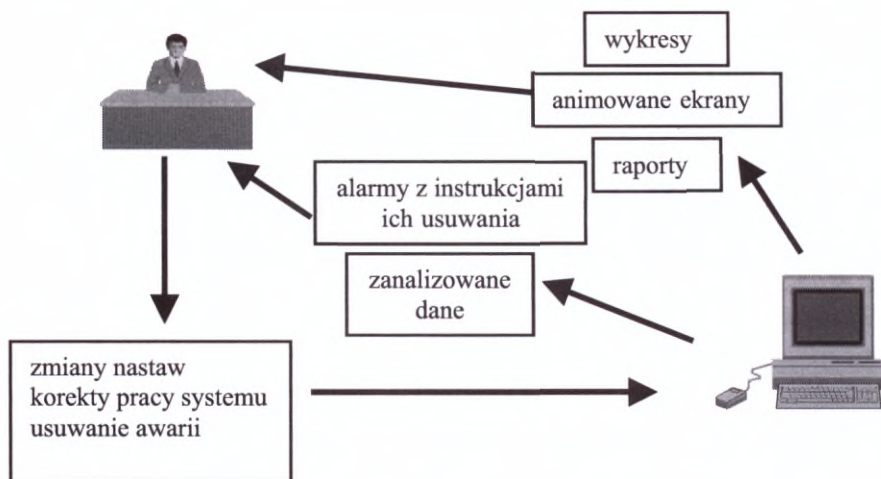 wykresy
animowane ekrany
raporty
alarmy z instrukcjami
ich usuwania
zanalizowane
dane
zmiany nastaw
korekty pracy systemu
usuwanie awarii